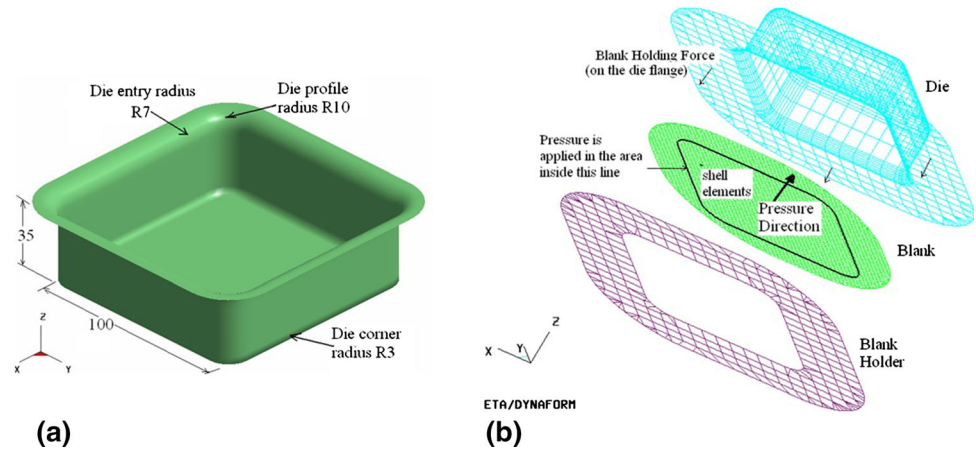 Die entry radius
R7
Die profile
radius R10
35
100
Die corner
radius R3
Z
X
Y
(a)
Blank Holding Force
(on the die flange)
Die
Pressure is
applied in the area
inside this line
shell
elements
Pressure
Direction
Blank
Blank
Holder
Z
X
Y
ETA/DYNAFORM
(b)